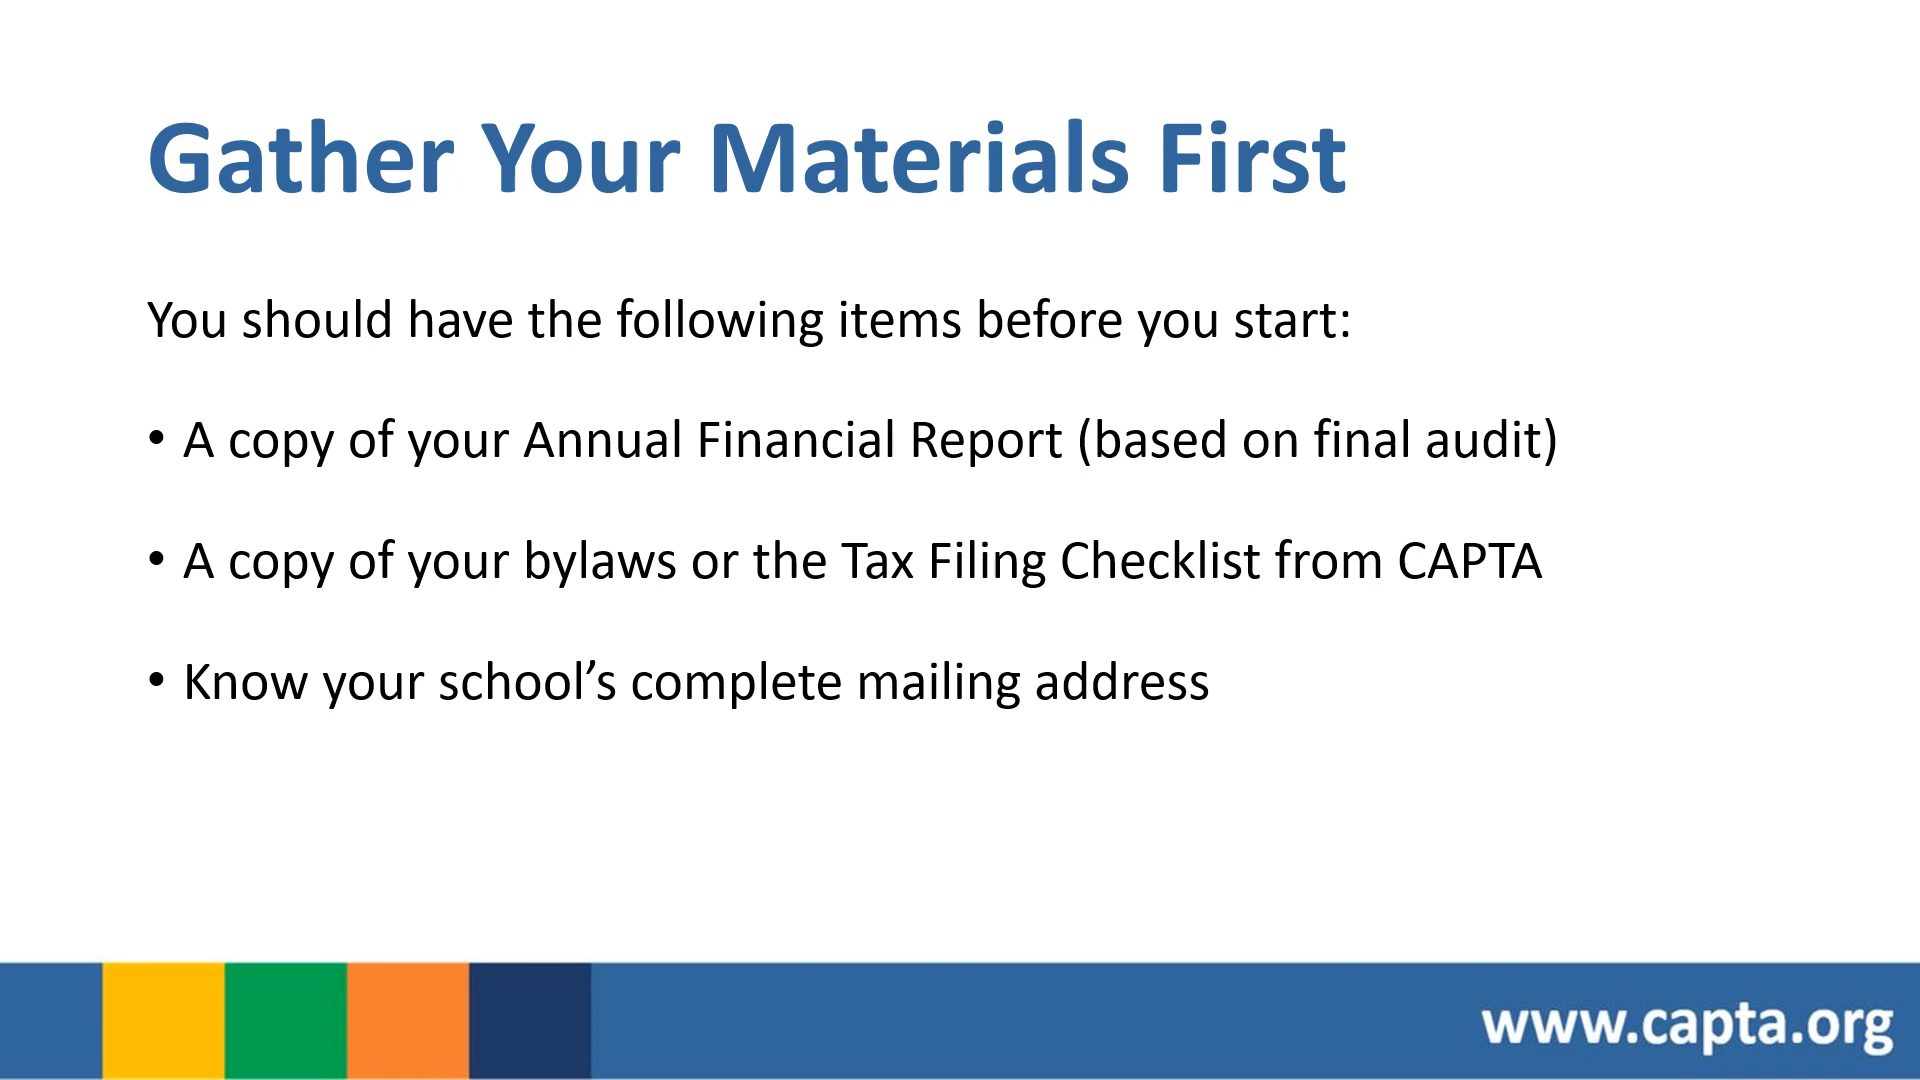 Gather Your Materials First
You should have the following items before you start:
• A copy of your Annual Financial Report (based on final audit)
• A copy of your bylaws or the Tax Filing Checklist from CAPTA
• Know your school’s complete mailing address
www.capta.org